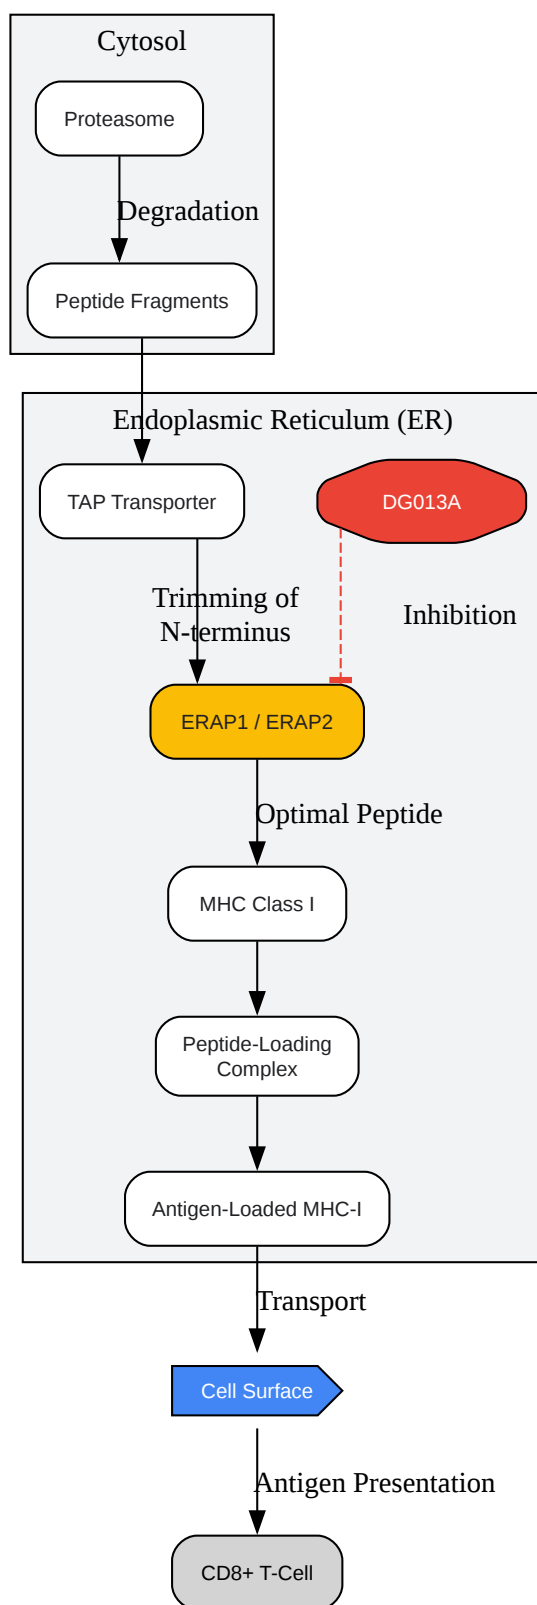 Cytosol
Proteasome
Degradation
Peptide Fragments
Endoplasmic Reticulum (ER)
TAP Transporter
DG013A
Trimming of
N-terminus
Inhibition
ERAP1 / ERAP2
Optimal Peptide
MHC Class I
Peptide-Loading
Complex
Antigen-Loaded MHC-I
Transport
Cell Surface
Antigen Presentation
CD8+ T-Cell